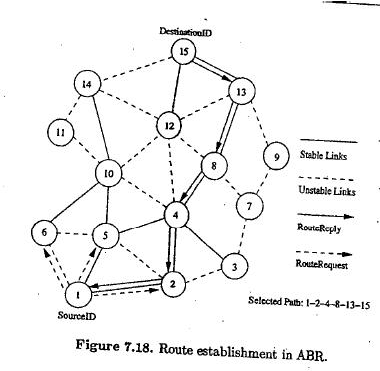 DestinationID
15
14
13
12
11
9
8
10
7
4
6
5
3
2
1
SourceID
Stable Links
Unstable Links
RouteReply
RouteRequest
Selected Path: 1-2-4-8-13-15
Figure 7.18. Route establishment in ABR.